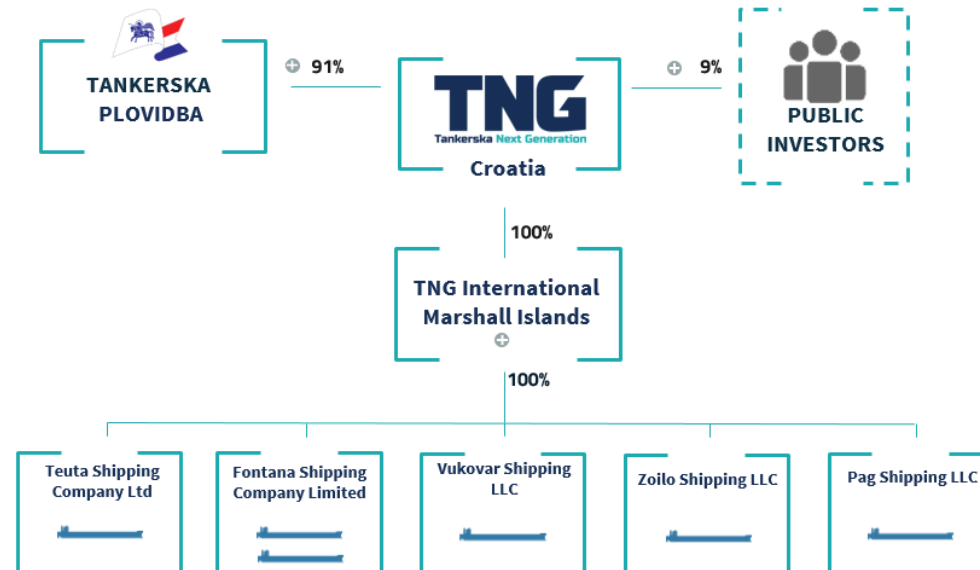 TANKERSKA
PLOVIDBA
91%
TNG
Tankerska Next Generation
Croatia
9%
PUBLIC
INVESTORS
100%
TNG International
Marshall Islands
100%
Teuta Shipping
Company Ltd
Fontana Shipping
Company Limited
Vukovar Shipping
LLC
Zoilo Shipping LLC
Pag Shipping LLC